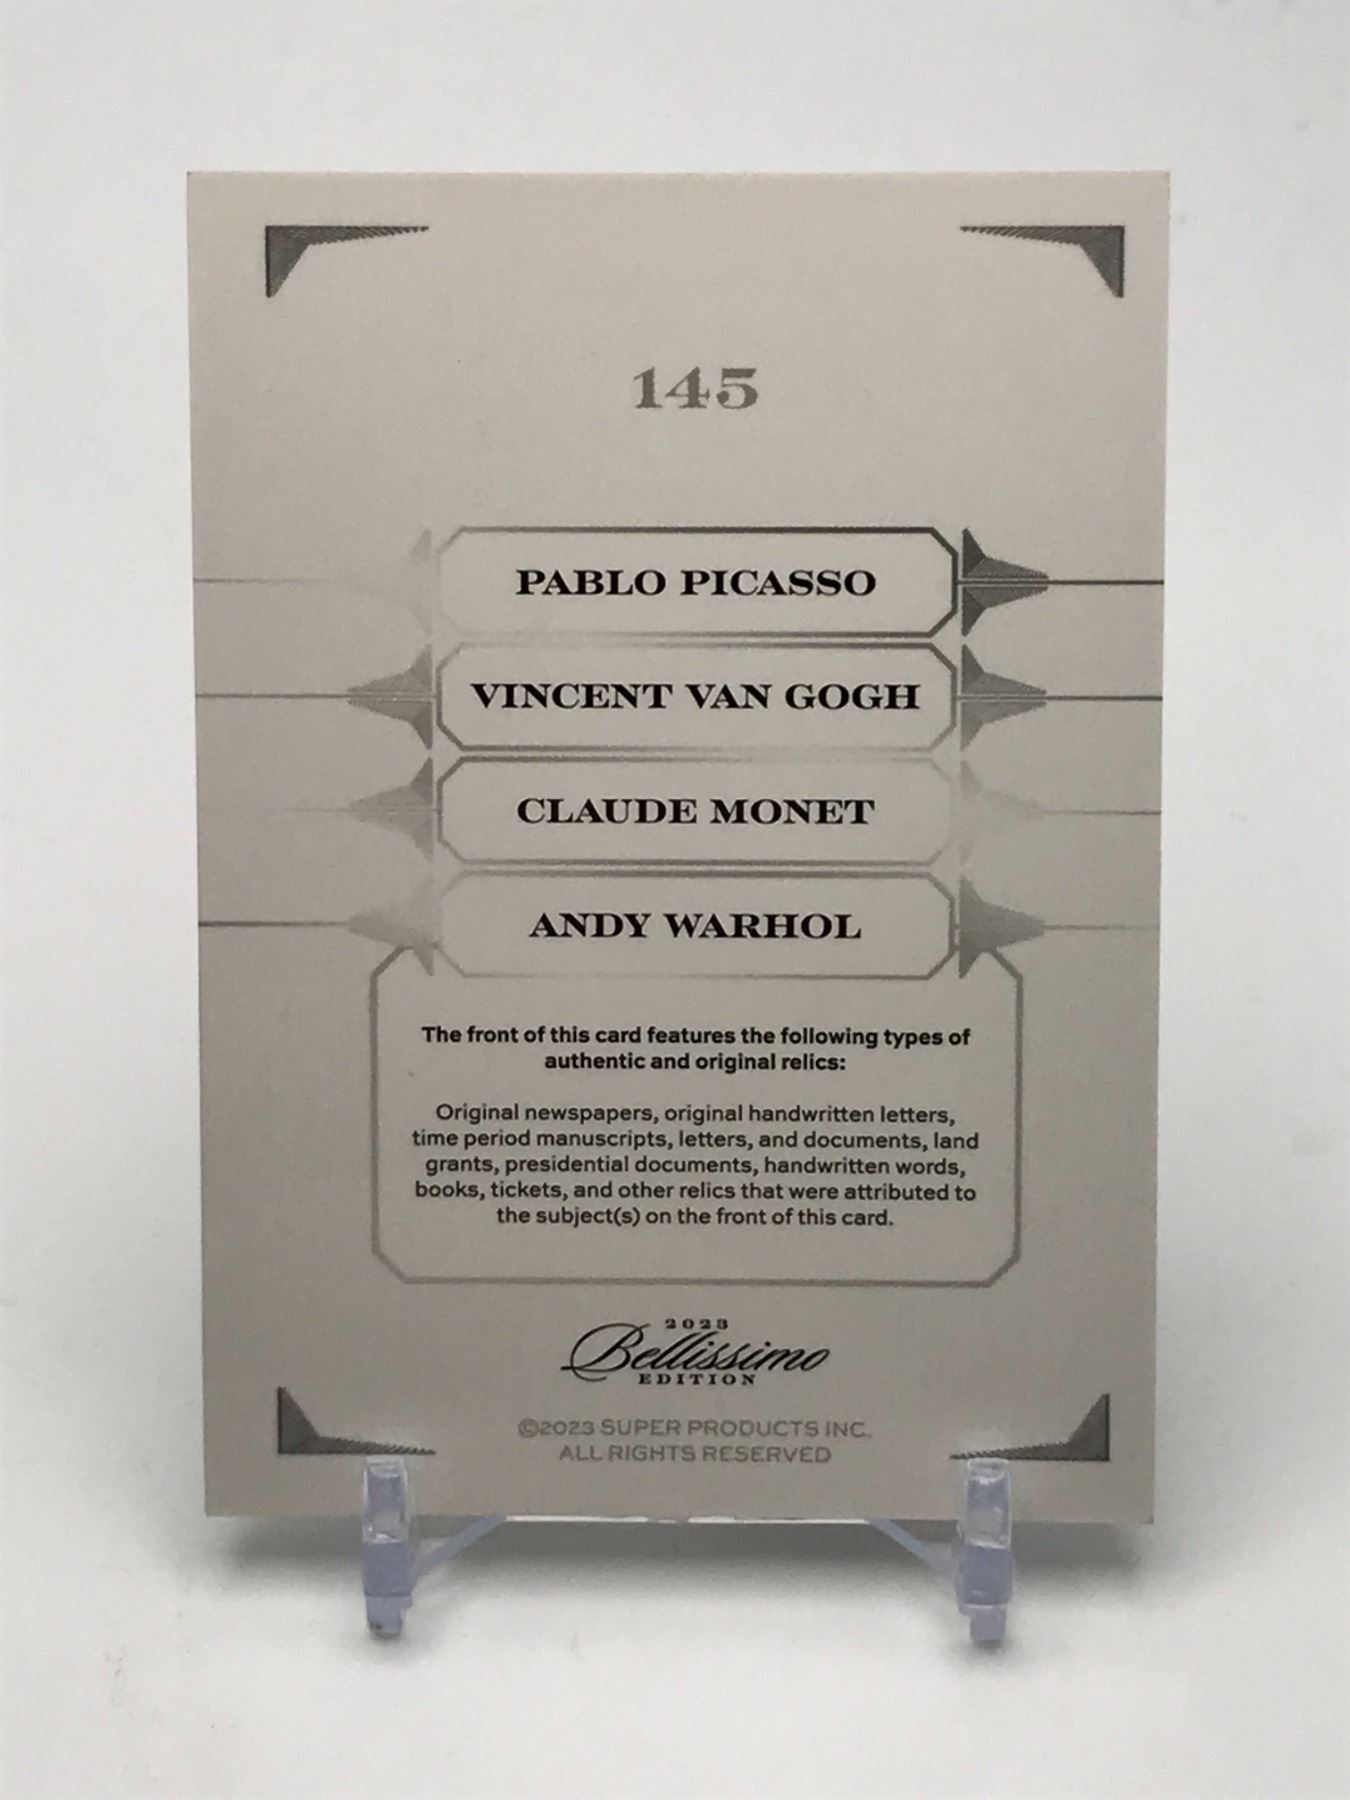 145
PABLO PICASSO
VINCENT VAN GOGH
CLAUDE MONET
ANDY WARHOL
The front of this card features the following types of
authentic and original relics:
Original newspapers, original handwritten letters,
time period manuscripts, letters, and documents, land
grants, presidential documents, handwritten words,
books, tickets, and other relics that were attributed to
the subject(s) on the front of this card.
2023
Bellissimo
EDITION
©2023 SUPER PRODUCTS INC.
ALL RIGHTS RESERVED